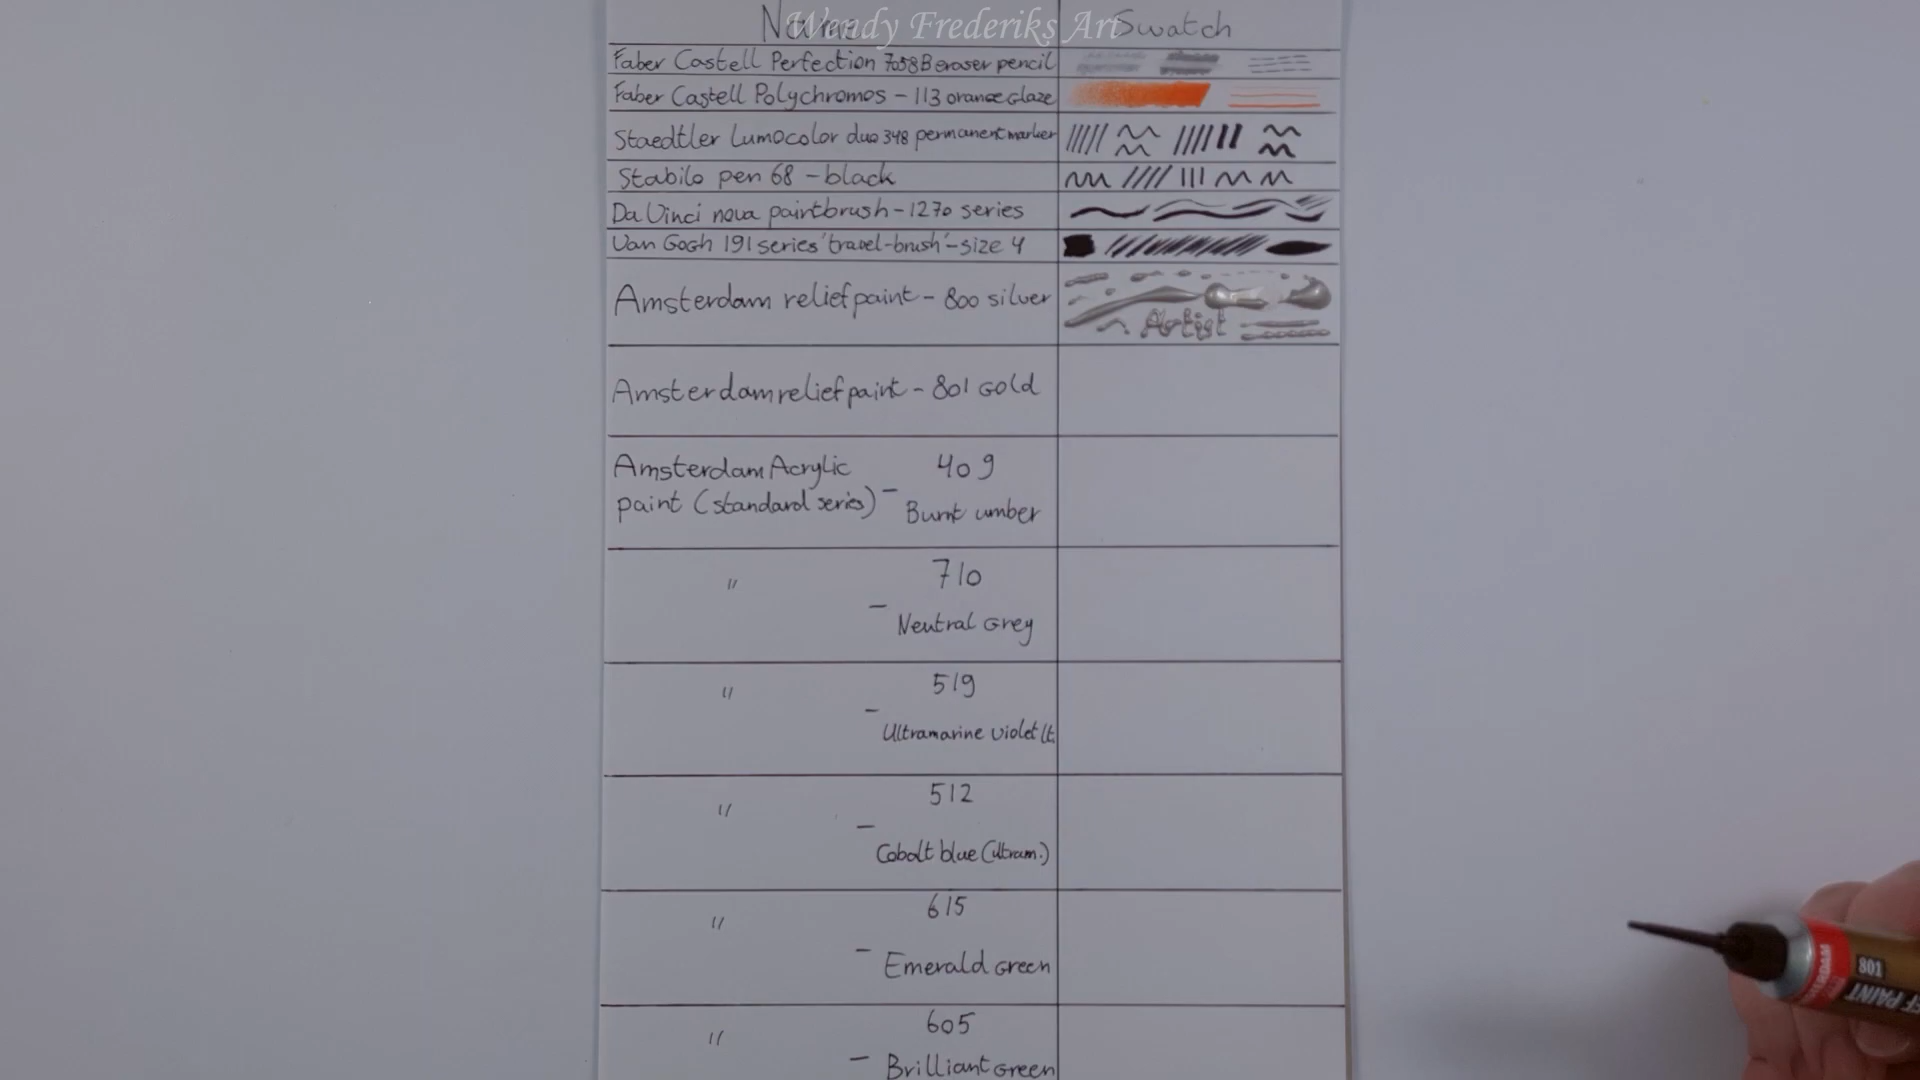 Name Swatch
Wendy Frederiks Art
Faber Castell Perfection 7058B eraser pencil
Faber Castell Polychromos - 113 orange Glaze
Staedtler Lumocolor duo 348 permanent marker
Stabilo pen 68 - black
Da Vinci nova paintbrush - 1270 series
Van Gogh 191 series 'travel-brush' - size 4
Amsterdam relief paint - 800 silver
Artist
Amsterdam relief paint - 801 Gold
Amsterdam Acrylic 409
paint (standard series) - Burnt umber
" 710
- Neutral Grey
" 519
- Ultramarine violet lt.
" 512
- Cobalt blue (ultram.)
" 615
- Emerald Green
" 605
- Brilliant Green
801